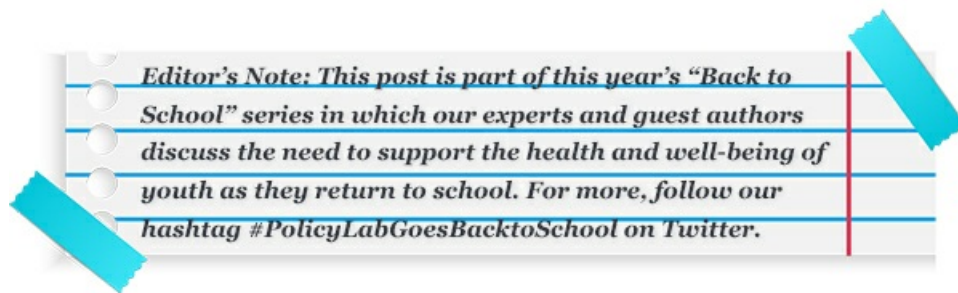 Editor's Note: This post is part of this year's “Back to
School” series in which our experts and guest authors
discuss the need to support the health and well-being of
youth as they return to school. For more, follow our
hashtag #PolicyLabGoesBacktoSchool on Twitter.